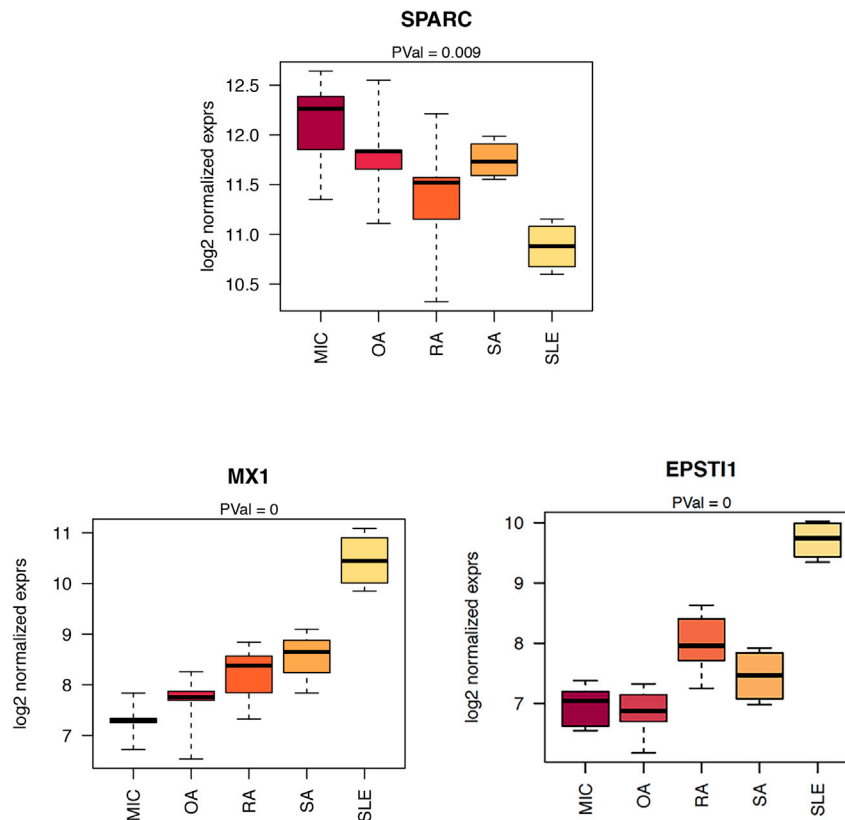 SPARC
PVal = 0.009
log2 normalized exprs
12.5
12.0
11.5
11.0
10.5
MIC OA RA SA SLE
MX1
PVal = 0
log2 normalized exprs
11
10
9
8
7
MIC OA RA SA SLE
EPSTI1
PVal = 0
log2 normalized exprs
10
9
8
7
MIC OA RA SA SLE